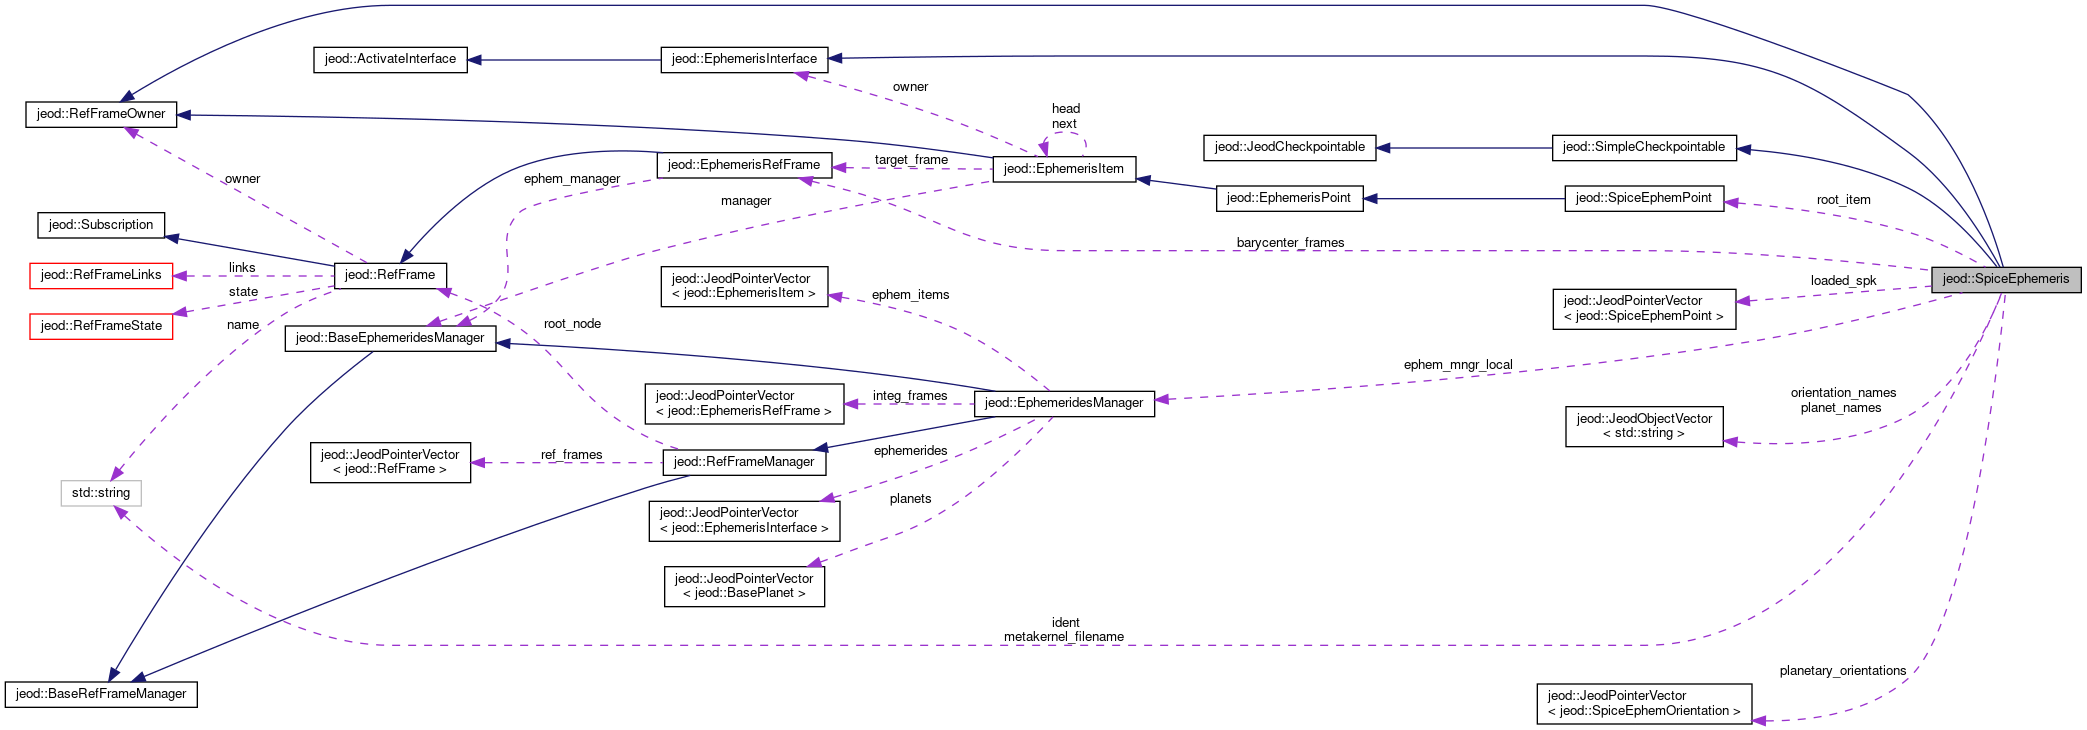 jeod::ActivateInterface
jeod::EphemerisInterface
owner
head
next
jeod::RefFrameOwner
jeod::JeodCheckpointable
jeod::SimpleCheckpointable
jeod::EphemerisRefFrame
target_frame
jeod::EphemerisItem
owner
ephem_manager
manager
jeod::EphemerisPoint
jeod::SpiceEphemPoint
root_item
jeod::Subscription
barycenter_frames
links
jeod::RefFrameLinks
jeod::RefFrame
jeod::JeodPointerVector
< jeod::EphemerisItem >
ephem_items
loaded_spk
jeod::SpiceEphemeris
state
jeod::JeodPointerVector
< jeod::SpiceEphemPoint >
jeod::RefFrameState
name
root_node
jeod::BaseEphemeridesManager
ephem_mngr_local
jeod::JeodPointerVector
< jeod::EphemerisRefFrame >
integ_frames
jeod::EphemeridesManager
orientation_names
planet_names
jeod::JeodObjectVector
< std::string >
jeod::JeodPointerVector
< jeod::RefFrame >
ref_frames
jeod::RefFrameManager
ephemerides
std::string
planets
jeod::JeodPointerVector
< jeod::EphemerisInterface >
jeod::JeodPointerVector
< jeod::BasePlanet >
ident
metakernel_filename
planetary_orientations
jeod::BaseRefFrameManager
jeod::JeodPointerVector
< jeod::SpiceEphemOrientation >